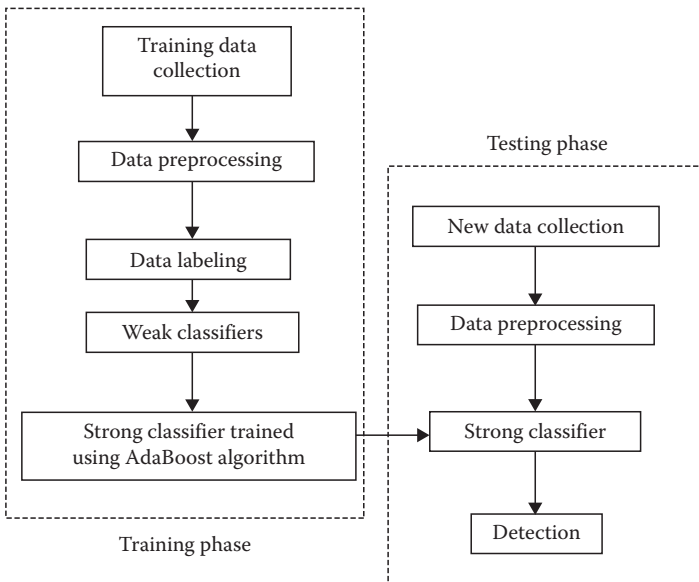 Training data
collection
Data preprocessing
Data labeling
Weak classifiers
Strong classifier trained
using AdaBoost algorithm
Training phase
Testing phase
New data collection
Data preprocessing
Strong classifier
Detection